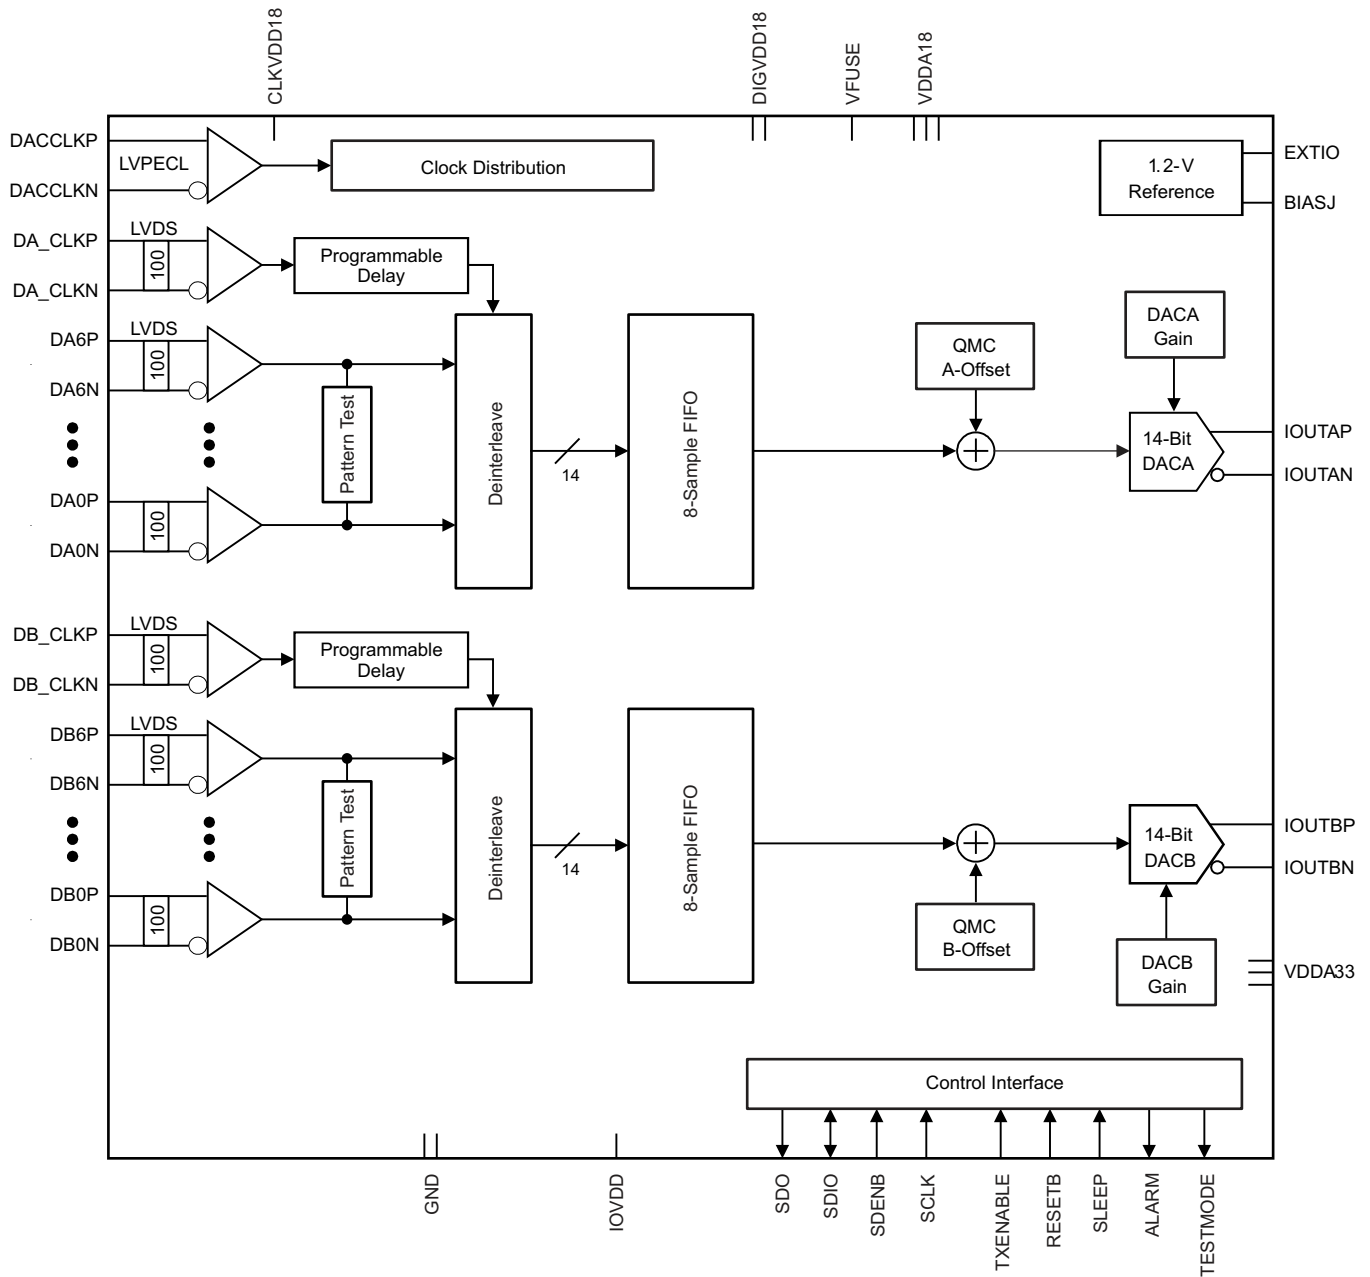 CLKVDD18
DIGVDD18
VFUSE
VDDA18
DACCLKP
LVPECL
DACCLKN
Clock Distribution
1.2-V
Reference
EXTIO
BIASJ
DA_CLKP
LVDS
100
DA_CLKN
Programmable
Delay
DA6P
LVDS
100
DA6N
Pattern Test
DA0P
100
DA0N
Deinterleave
14
8-Sample FIFO
QMC
A-Offset
DACA
Gain
14-Bit
DACA
IOUTAP
IOUTAN
DB_CLKP
LVDS
100
DB_CLKN
Programmable
Delay
DB6P
LVDS
100
DB6N
Pattern Test
DB0P
100
DB0N
Deinterleave
14
8-Sample FIFO
QMC
B-Offset
14-Bit
DACB
IOUTBP
IOUTBN
DACB
Gain
VDDA33
Control Interface
GND
IOVDD
SDO
SDIO
SDENB
SCLK
TXENABLE
RESETB
SLEEP
ALARM
TESTMODE